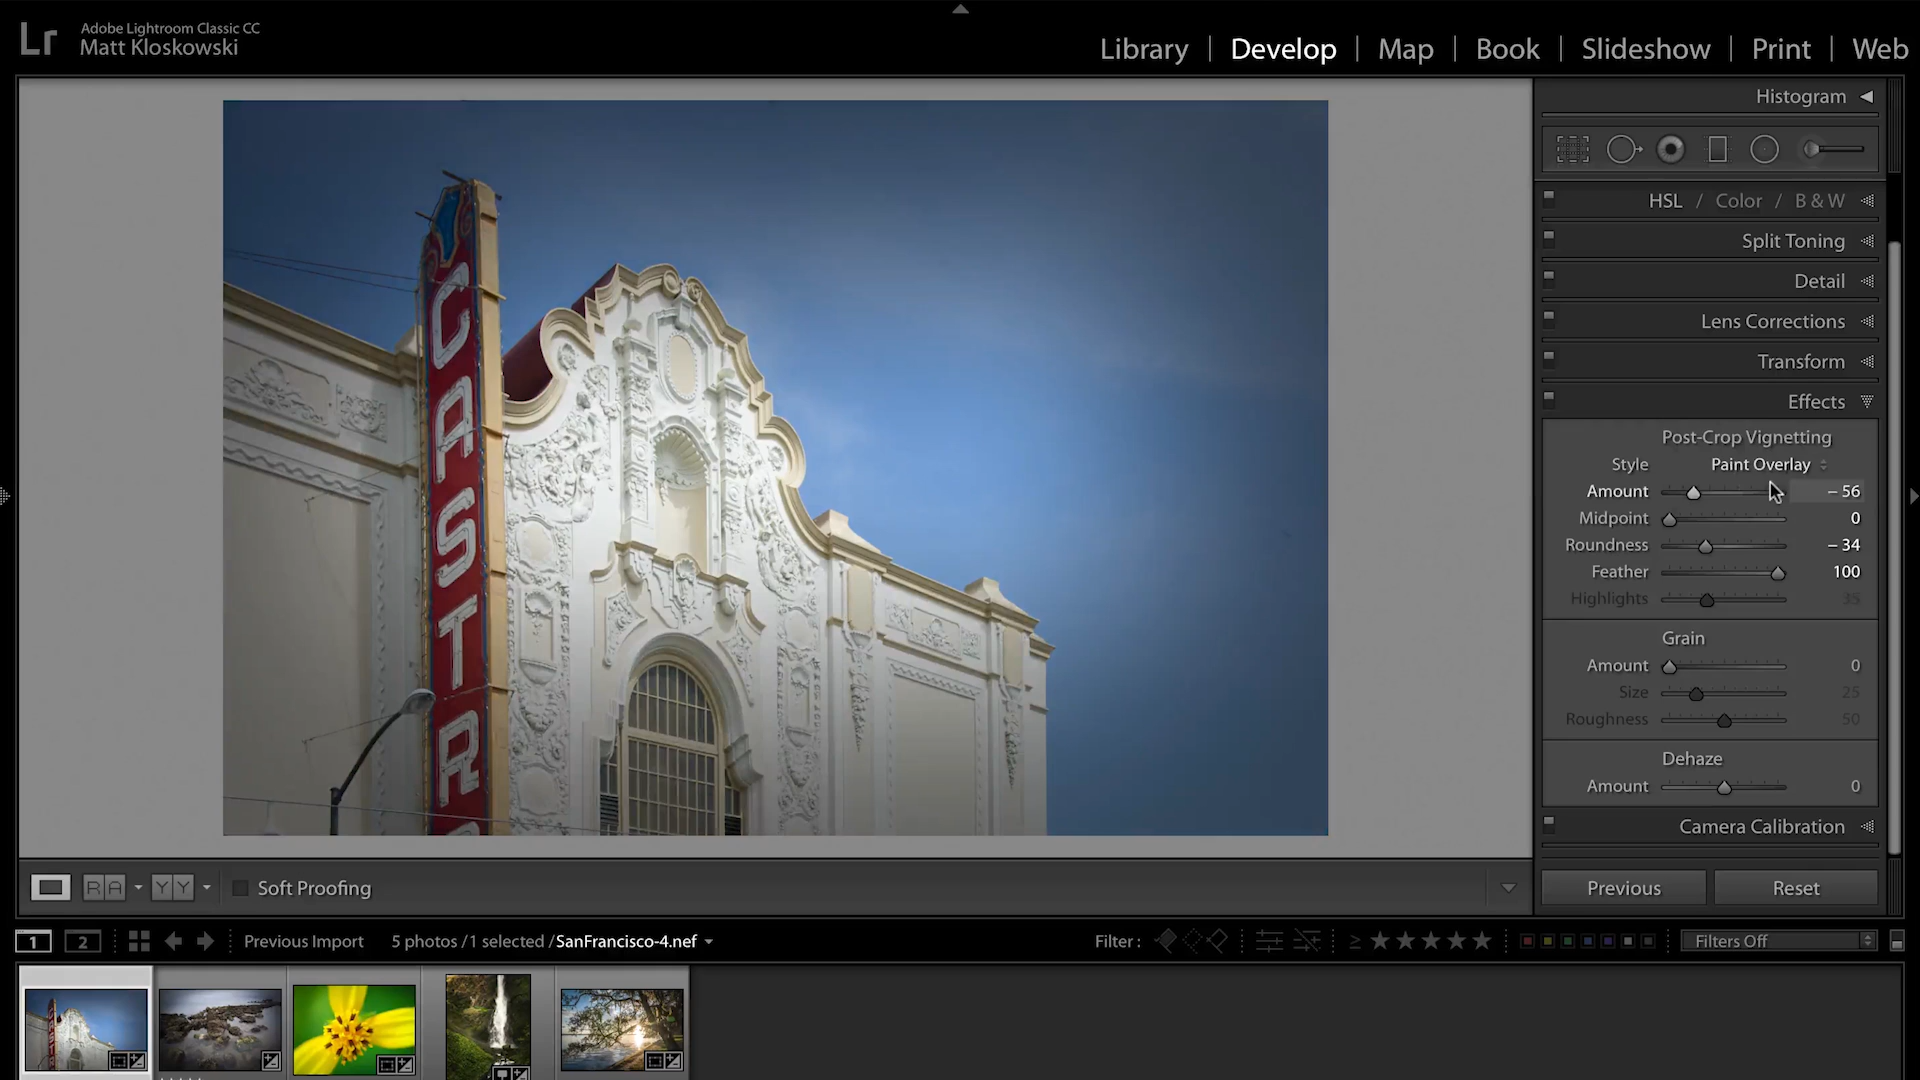 Lr
Adobe Lightroom Classic CC
Matt Kloskowski
Library | Develop | Map | Book | Slideshow | Print | Web
Histogram
HSL / Color / B & W
Split Toning
Detail
Lens Corrections
Transform
Effects
Post-Crop Vignetting
Style Paint Overlay
Amount – 56
Midpoint 0
Roundness – 34
Feather 100
Highlights 35
Grain
Amount 0
Size 25
Roughness 50
Dehaze
Amount 0
Camera Calibration
CASTR
Previous Reset
R A Y Y Soft Proofing
1 2 Previous Import 5 photos / 1 selected / SanFrancisco-4.nef Filter : ≥ ★★★★★ Filters Off